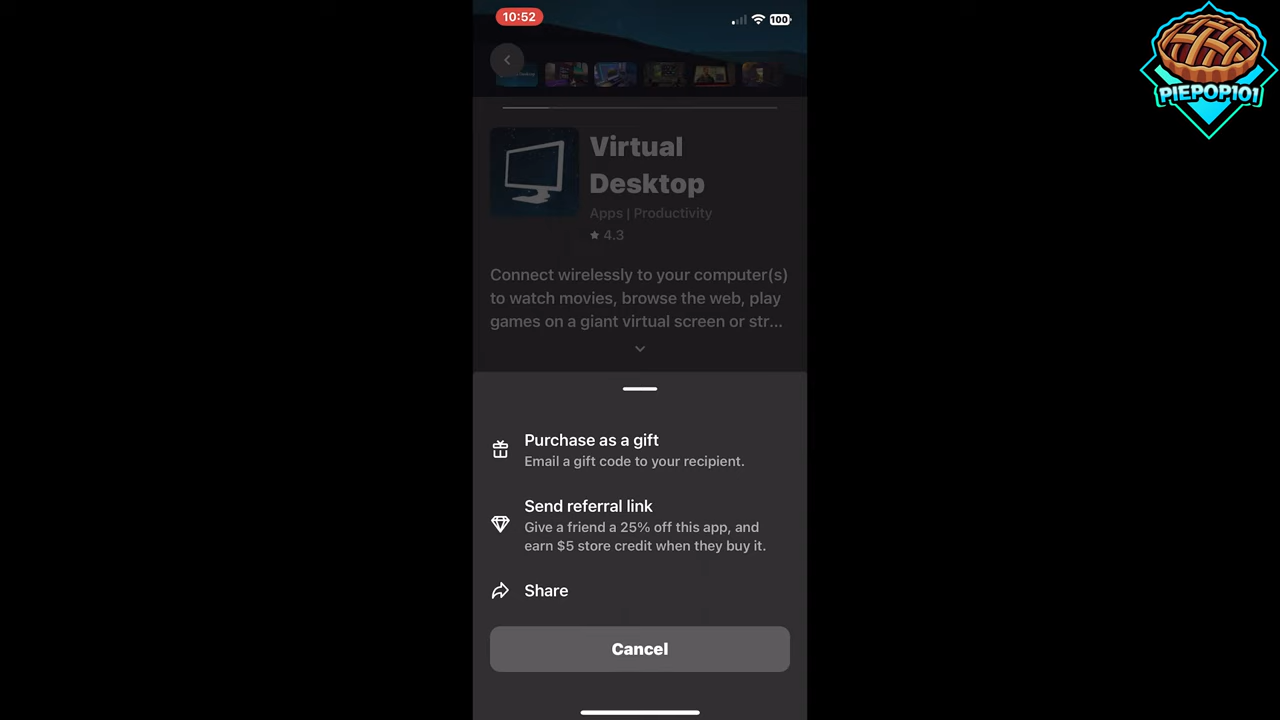 10:52
100
PIEPOP101
Virtual
Desktop
Apps | Productivity
4.3
Connect wirelessly to your computer(s)
to watch movies, browse the web, play
games on a giant virtual screen or str...
Purchase as a gift
Email a gift code to your recipient.
Send referral link
Give a friend a 25% off this app, and
earn $5 store credit when they buy it.
Share
Cancel